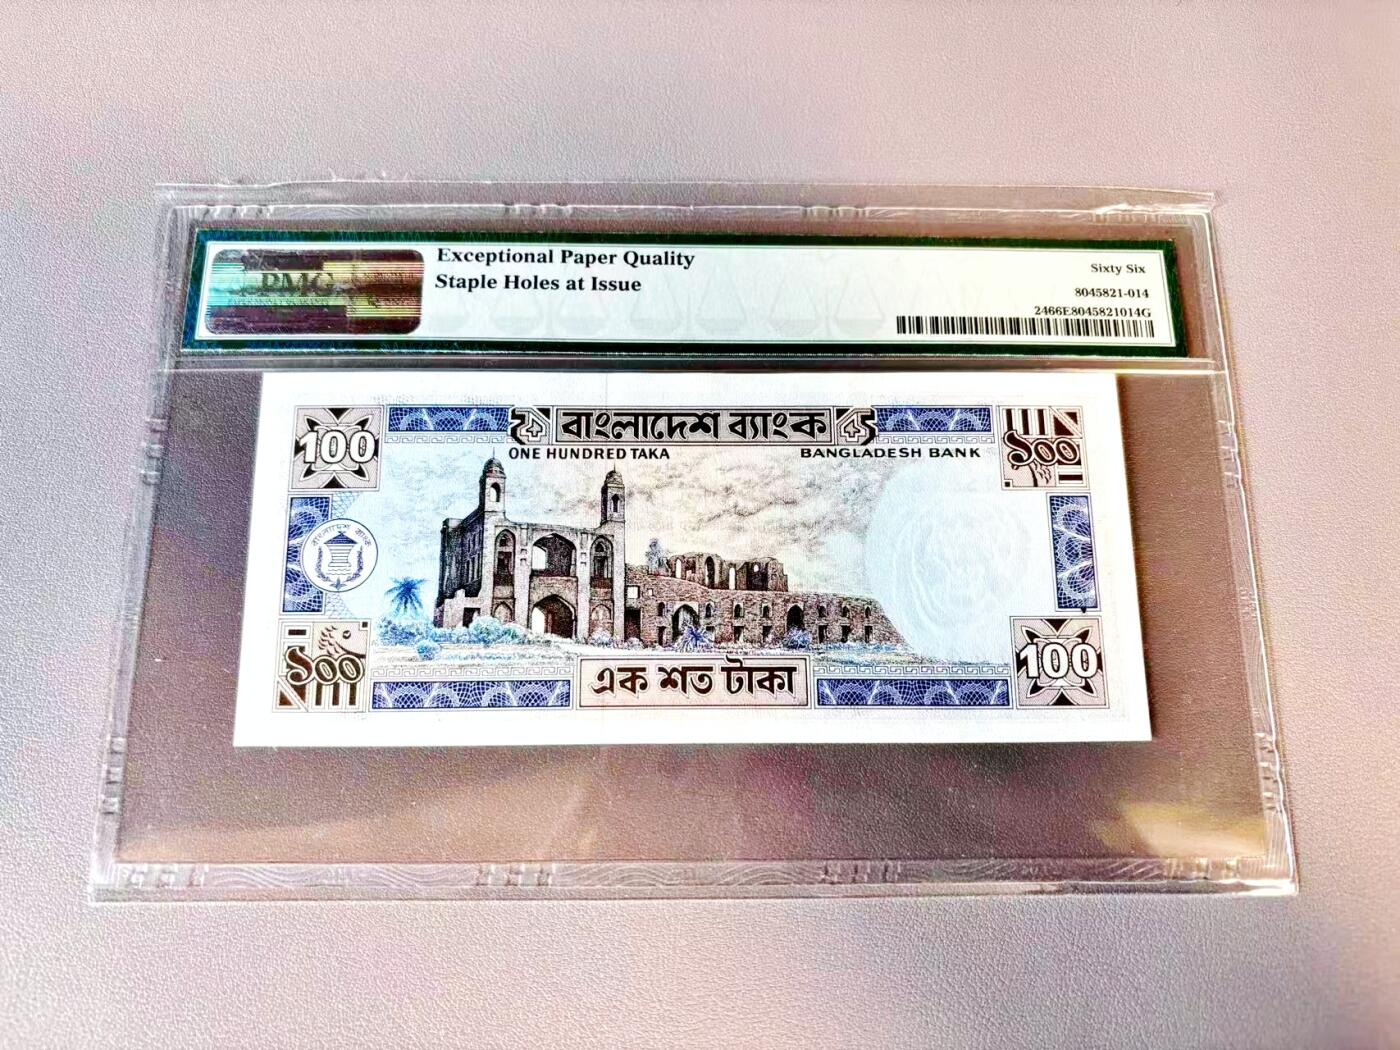 PMG
Exceptional Paper Quality
Staple Holes at Issue
Sixty Six
8045821-014
2466E8045821014G
100
বাংলাদেশ ব্যাংক
১০০
ONE HUNDRED TAKA
BANGLADESH BANK
বাংলাদেশ ব্যাংক
১০০
এক শত টাকা
100